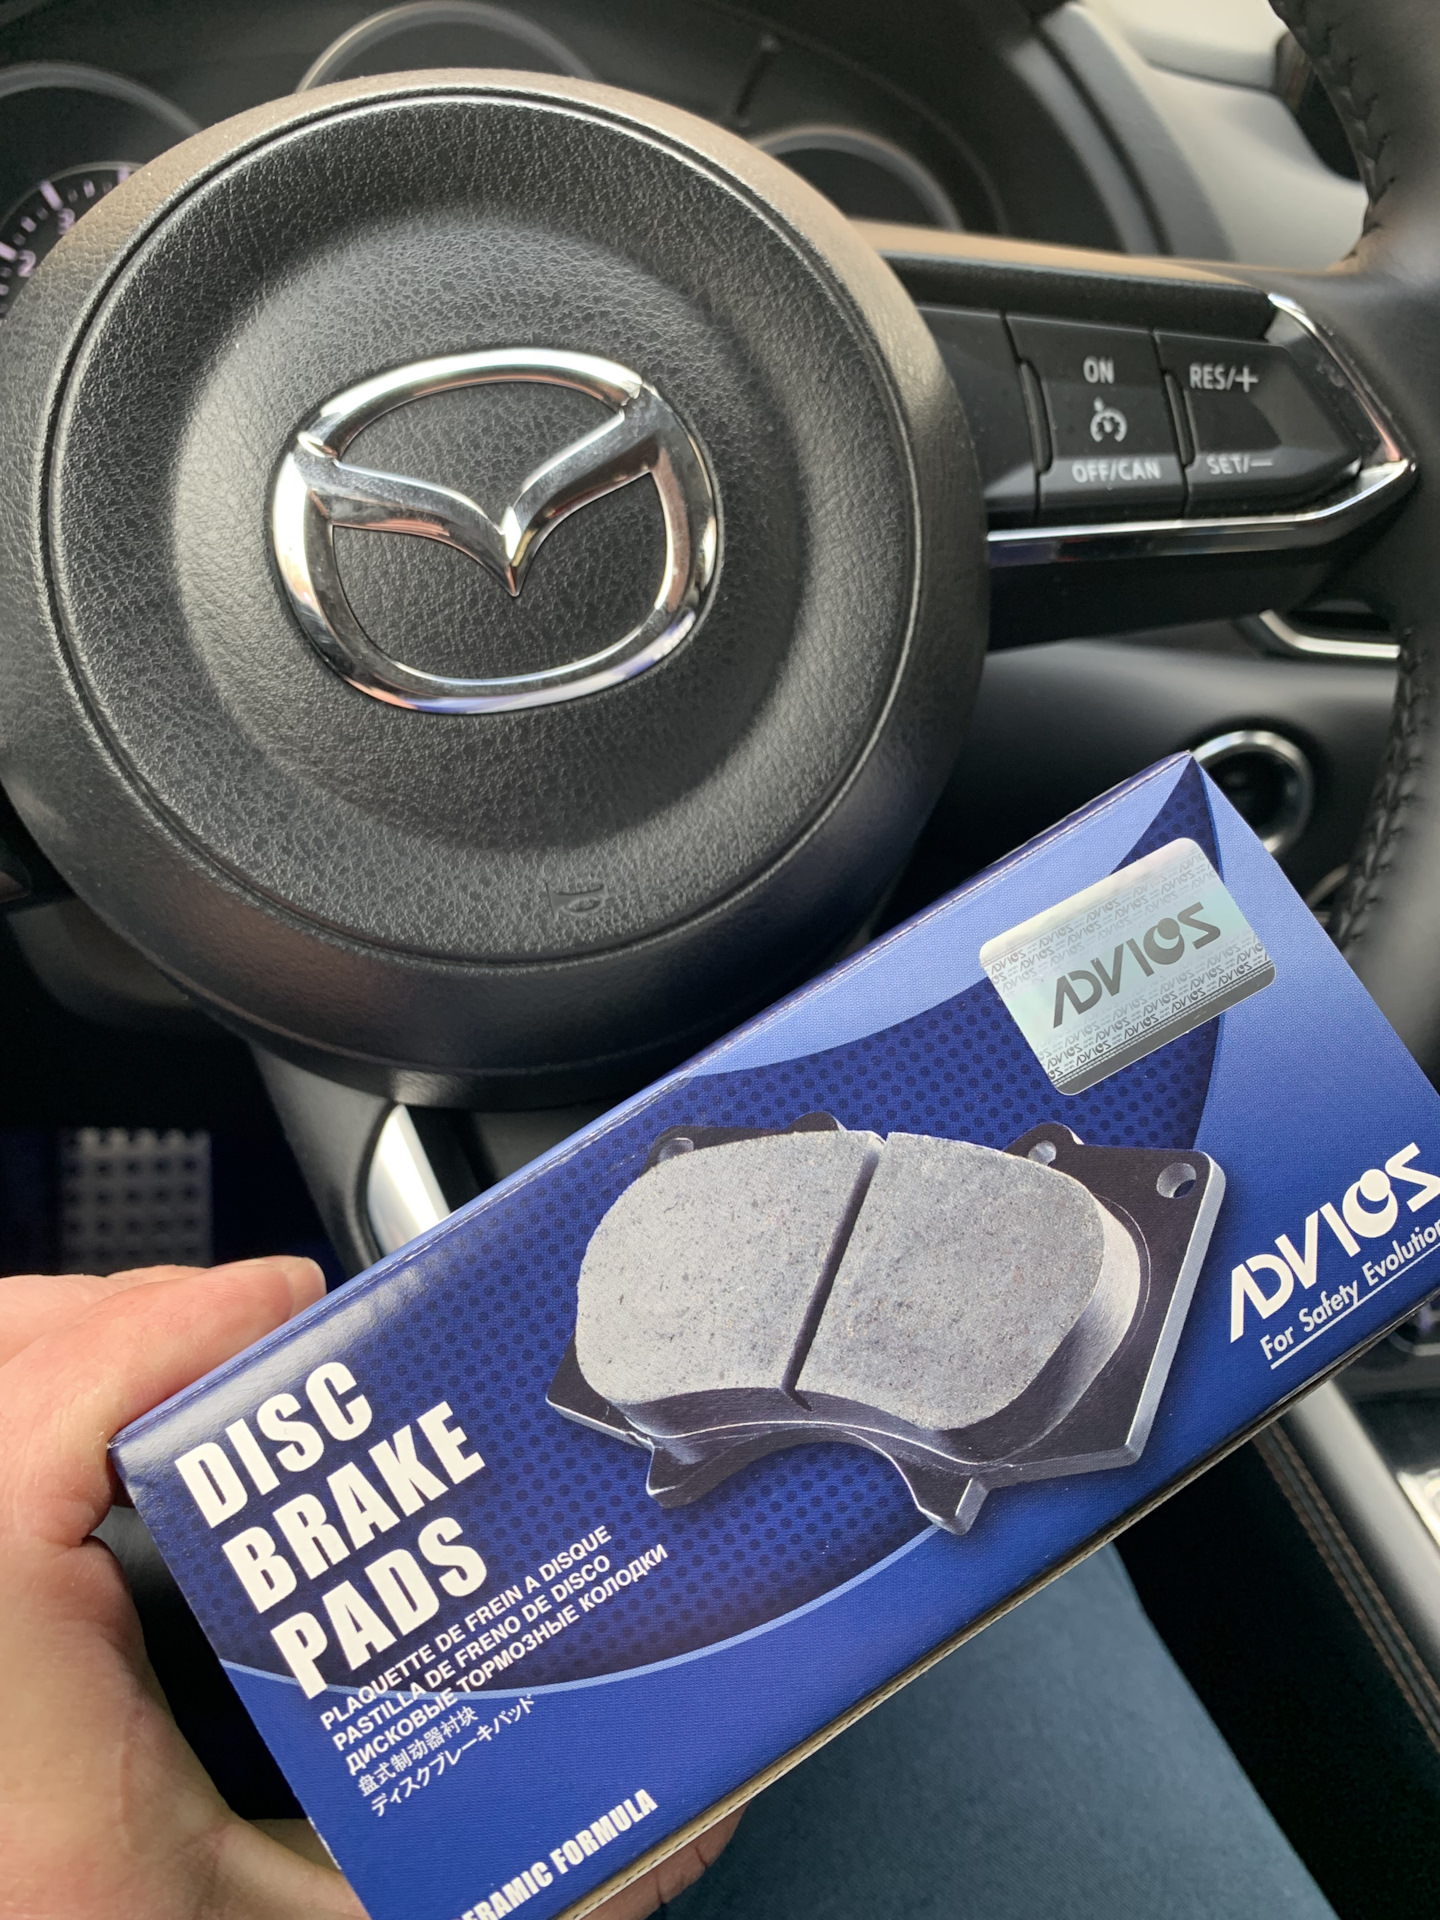 ON
RES/+
OFF/CAN
SET/−
ADVICS
ADVICS
For Safety Evolution
DISC
BRAKE
PADS
PLAQUETTE DE FREIN A DISQUE
PASTILLA DE FRENO DE DISCO
ДИСКОВЫЕ ТОРМОЗНЫЕ КОЛОДКИ
盘式制动器衬块
ディスクブレーキパッド
ERAMIC FORMULA